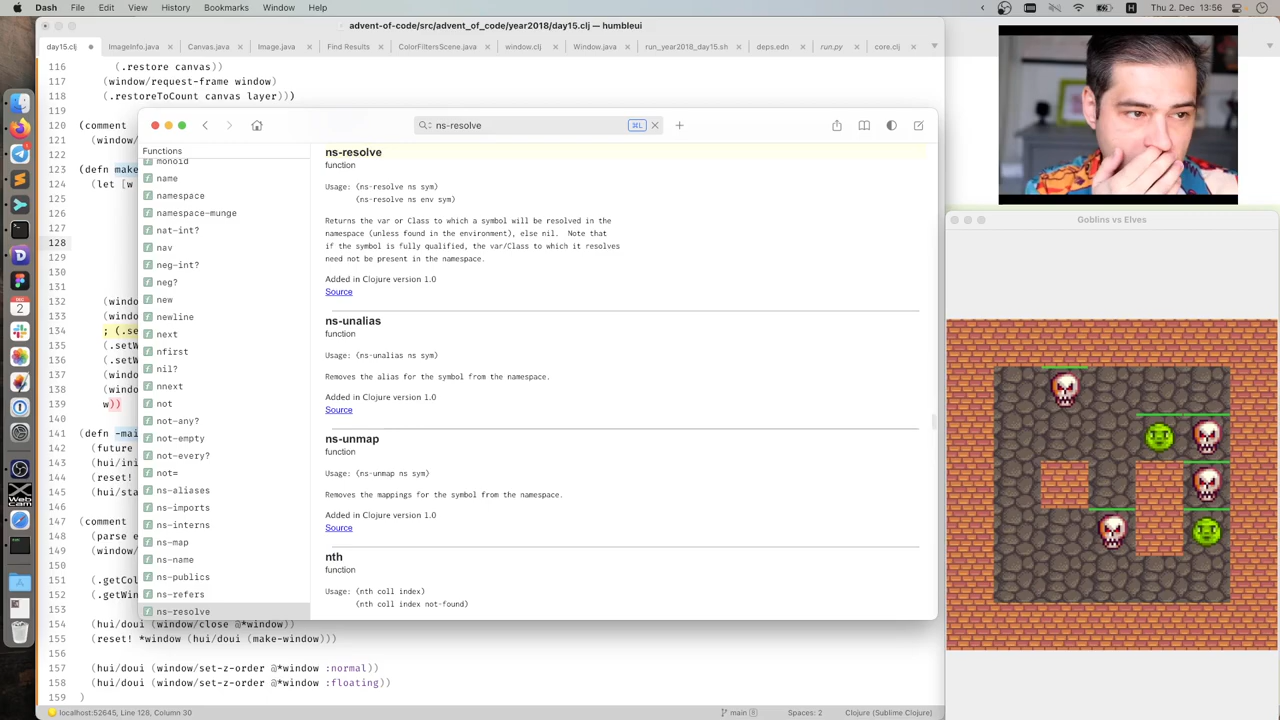 Dash File Edit View History Bookmarks Window Help
Thu, Dec 2 13:56
advent-of-code/src/advent_of_code/year2018/day15.clj — humbleui
day15.clj ImageInfo.java Canvas.java Image.java Find Results ColorFiltersScene.java window.clj Window.java run_year2018_day15.sh deps.edn run.py core.clj
116 (.restore canvas))
117 (window/request-frame window)
118 (.restoreToCount canvas layer)))
119
120 (comment
121 (window/
122
123 (defn make
124 (let [w
125
126
127
128
129
130
131
132 (windo
133 (windo
134 ; (.se
135 (.setW
136 (.setW
137 (windo
138 (windo
139 w))
140
141 (defn -mai
142 (future
143 (hui/ini
144 (reset!
145 (hui/sta
146
147 (comment
148 (parse e
149 (window/
150
151 (.getCol
152 (.getWin
153
154 (hui/doui (window/close @*window))
155 (reset! *window (hui/doui (make-window)))
156
157 (hui/doui (window/set-z-order @*window :normal))
158 (hui/doui (window/set-z-order @*window :floating))
159 )
localhost:52645, Line 128, Column 30
main 8
Spaces: 2
Clojure (Sublime Clojure)
ns-resolve
⌘L
Functions
monoid
name
namespace
namespace-munge
nat-int?
nav
neg-int?
neg?
new
newline
next
nfirst
nil?
nnext
not
not-any?
not-empty
not-every?
not=
ns-aliases
ns-imports
ns-interns
ns-map
ns-name
ns-publics
ns-refers
ns-resolve
ns-resolve
function
Usage: (ns-resolve ns sym)
(ns-resolve ns env sym)
Returns the var or Class to which a symbol will be resolved in the
namespace (unless found in the environment), else nil. Note that
if the symbol is fully qualified, the var/Class to which it resolves
need not be present in the namespace.
Added in Clojure version 1.0
Source
ns-unalias
function
Usage: (ns-unalias ns sym)
Removes the alias for the symbol from the namespace.
Added in Clojure version 1.0
Source
ns-unmap
function
Usage: (ns-unmap ns sym)
Removes the mappings for the symbol from the namespace.
Added in Clojure version 1.0
Source
nth
function
Usage: (nth coll index)
(nth coll index not-found)
Goblins vs Elves